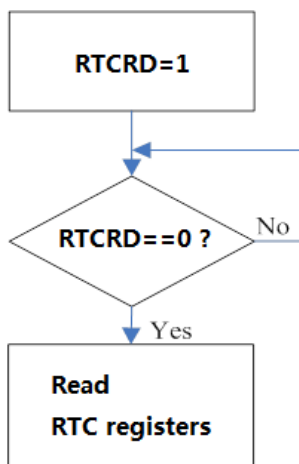 RTCRD=1
RTCRD==0 ?
No
Yes
Read
RTC registers